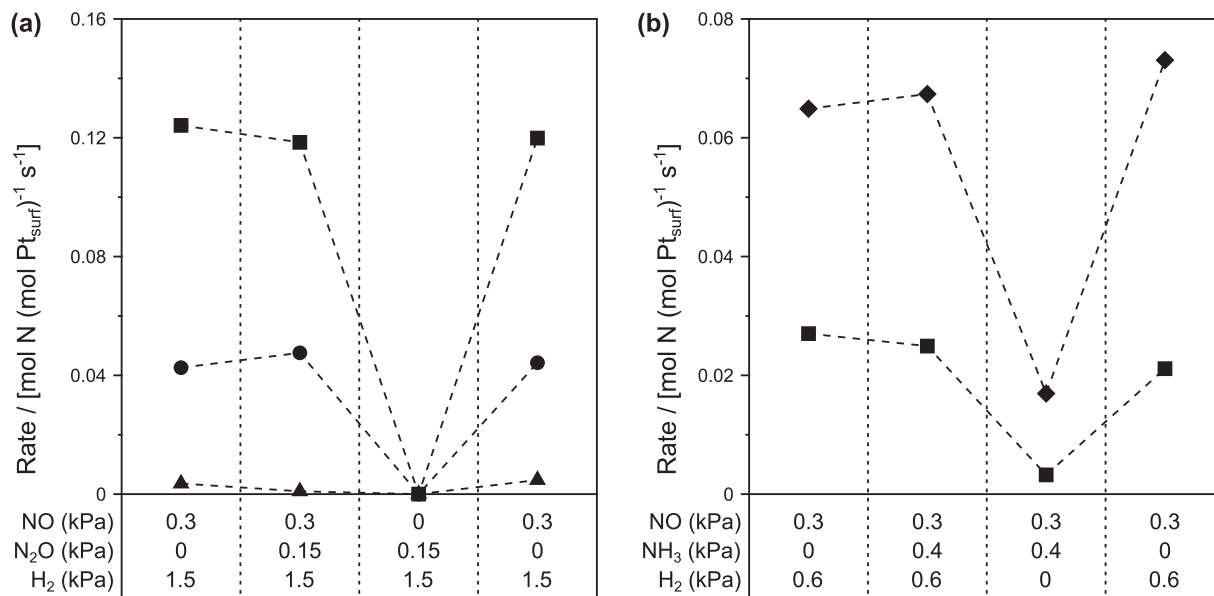 (a)
0.16
0.12
0.08
0.04
0
Rate / [mol N (mol Pt_surf)^-1 s^-1]
NO (kPa) 0.3 0.3 0 0.3
N₂O (kPa) 0 0.15 0.15 0
H₂ (kPa) 1.5 1.5 1.5 1.5
(b)
0.08
0.06
0.04
0.02
0
Rate / [mol N (mol Pt_surf)^-1 s^-1]
NO (kPa) 0.3 0.3 0.3 0.3
NH₃ (kPa) 0 0.4 0.4 0
H₂ (kPa) 0.6 0.6 0 0.6